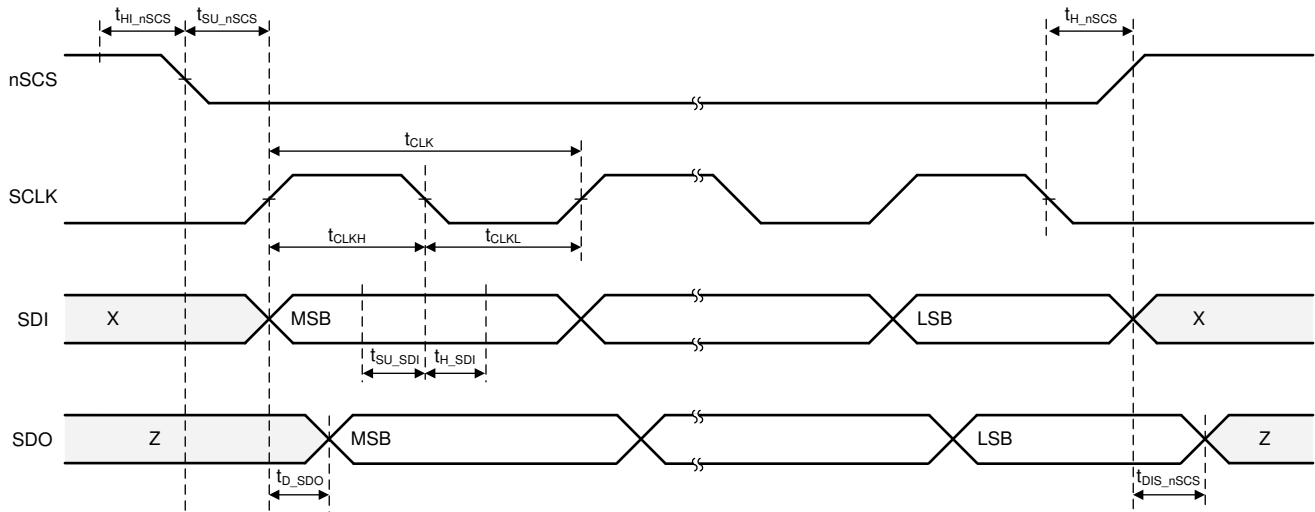 tHI_nSCS tSU_nSCS tH_nSCS
nSCS
tCLK
SCLK
tCLKH tCLKL
SDI X MSB LSB X
tSU_SDI tH_SDI
SDO Z MSB LSB Z
tD_SDO tDIS_nSCS